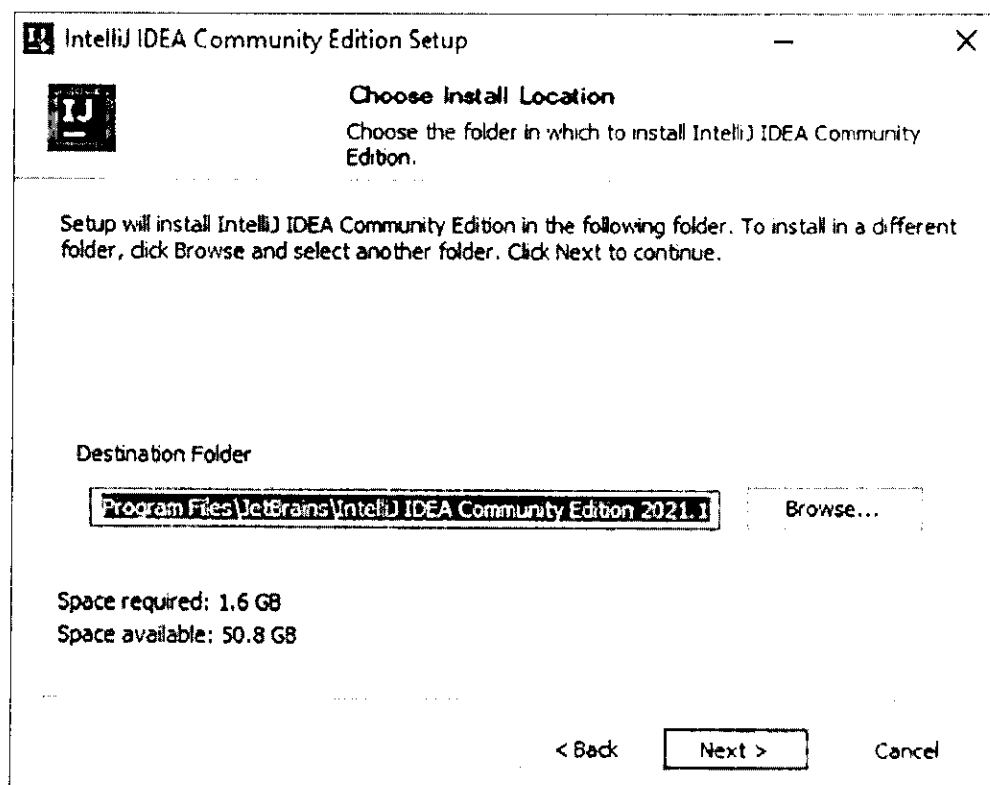 IntelliJ IDEA Community Edition Setup
IJ
Choose Install Location
Choose the folder in which to install IntelliJ IDEA Community
Edition.
Setup will install IntelliJ IDEA Community Edition in the following folder. To install in a different
folder, click Browse and select another folder. Click Next to continue.
Destination Folder
Program Files\JetBrains\IntelliJ IDEA Community Edition 2021.1
Browse...
Space required: 1.6 GB
Space available: 50.8 GB
< Back
Next >
Cancel